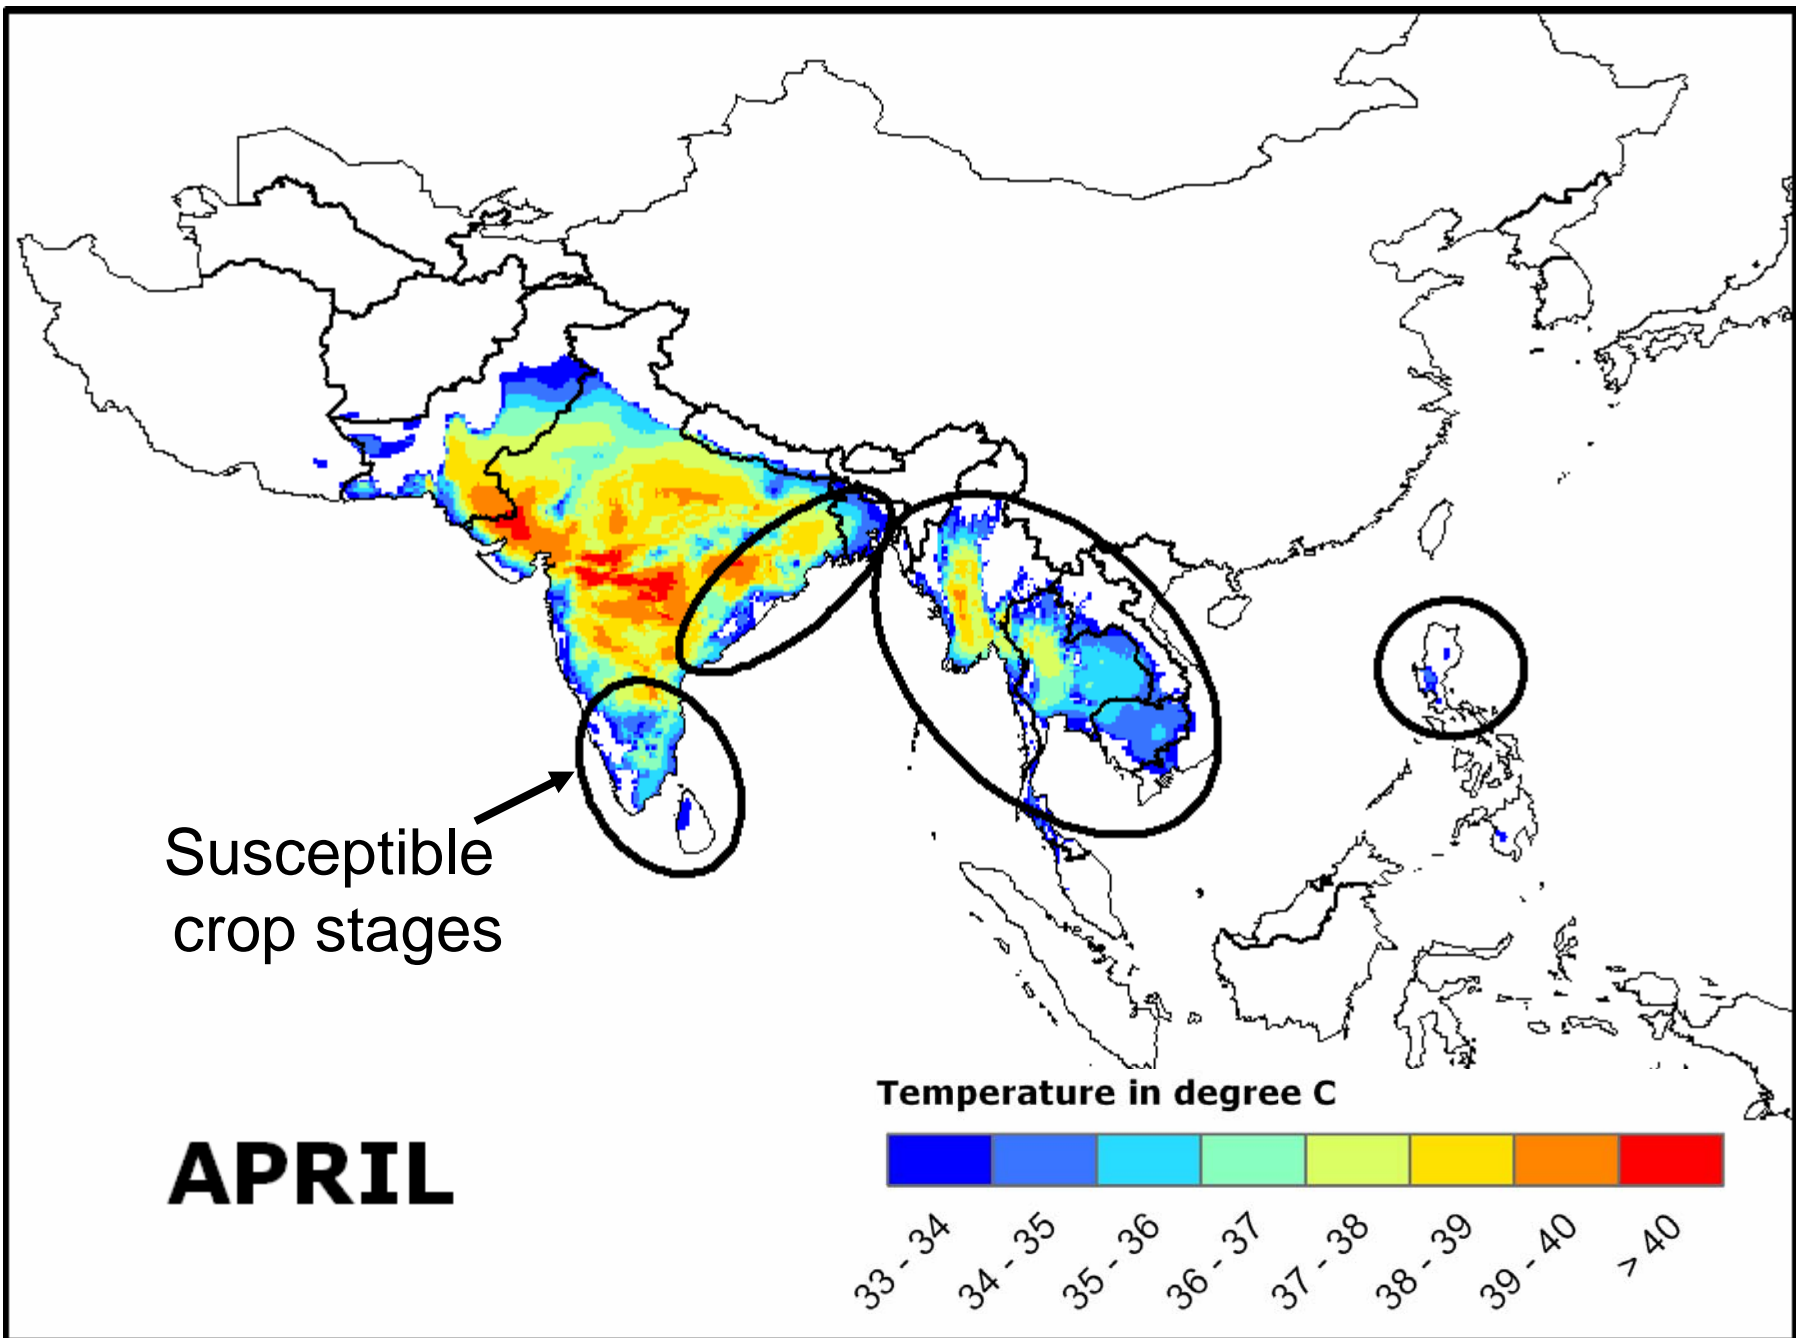 Susceptible
crop stages
Temperature in degree C
APRIL
33 - 34
34 - 35
35 - 36
36 - 37
37 - 38
38 - 39
39 - 40
> 40